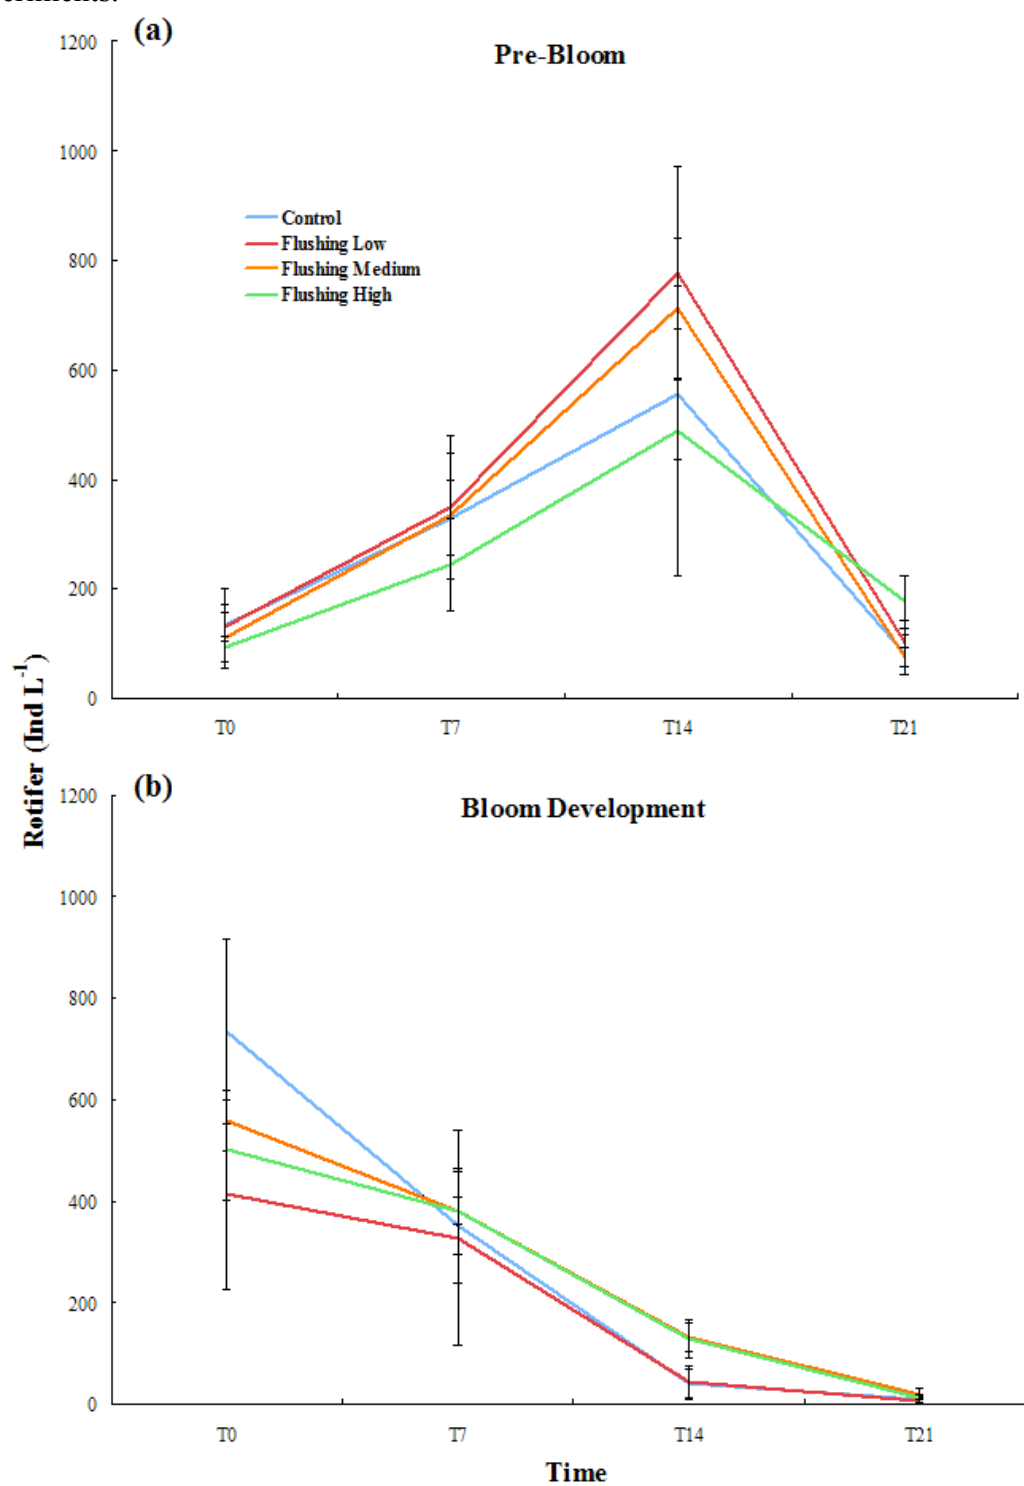 (a)
Pre-Bloom
1200
1000
800
600
400
200
0
Control
Flushing Low
Flushing Medium
Flushing High
T0 T7 T14 T21
Rotifer (Ind L⁻¹)
(b)
Bloom Development
1200
1000
800
600
400
200
0
T0 T7 T14 T21
Time